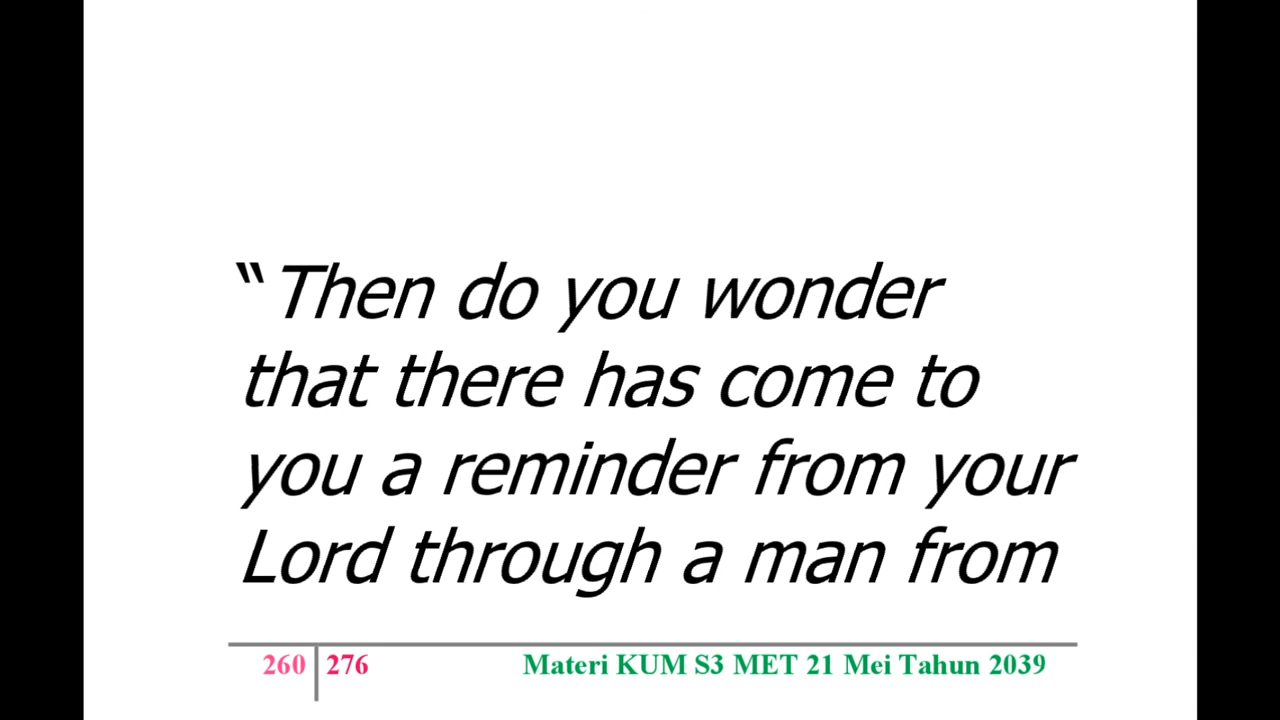 “Then do you wonder
that there has come to
you a reminder from your
Lord through a man from
260 276 Materi KUM S3 MET 21 Mei Tahun 2039